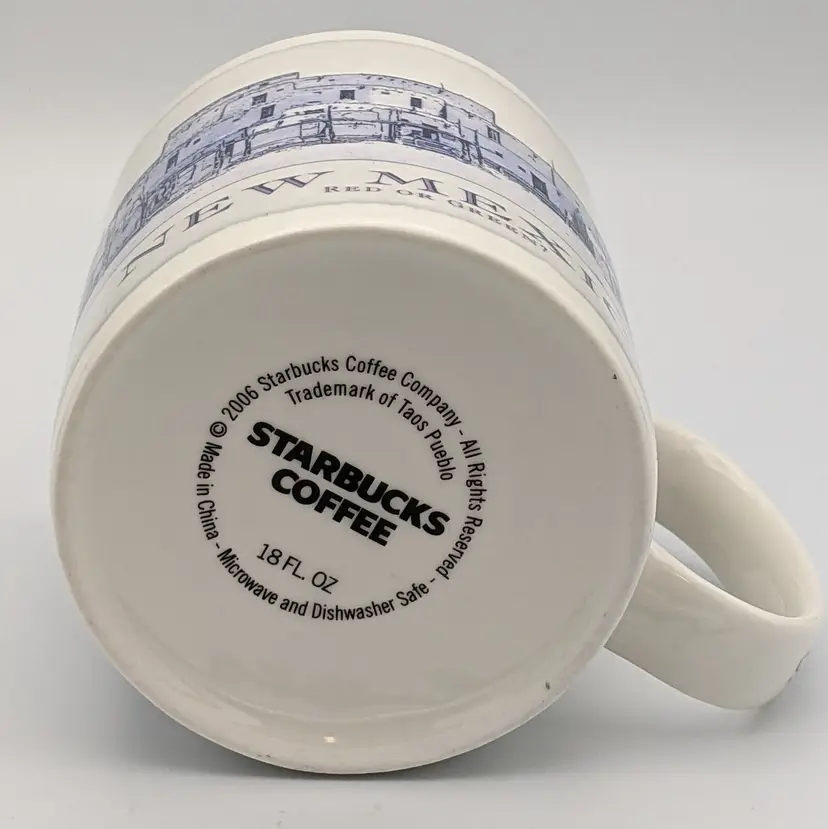 NEW MEXIC
RED OR GREEN?
© 2006 Starbucks Coffee Company - All Rights Reserved - Made in China - Microwave and Dishwasher Safe -
Trademark of Taos Pueblo
STARBUCKS
COFFEE
18 FL. OZ